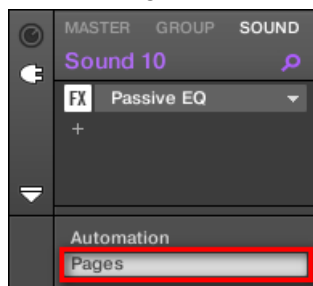 MASTER GROUP SOUND
Sound 10
FX Passive EQ
+
Automation
Pages